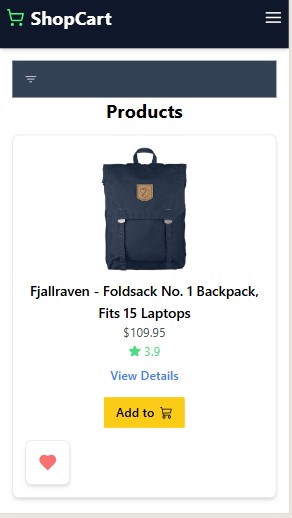 ShopCart
Products
Fjallraven - Foldsack No. 1 Backpack,
Fits 15 Laptops
$109.95
3.9
View Details
Add to